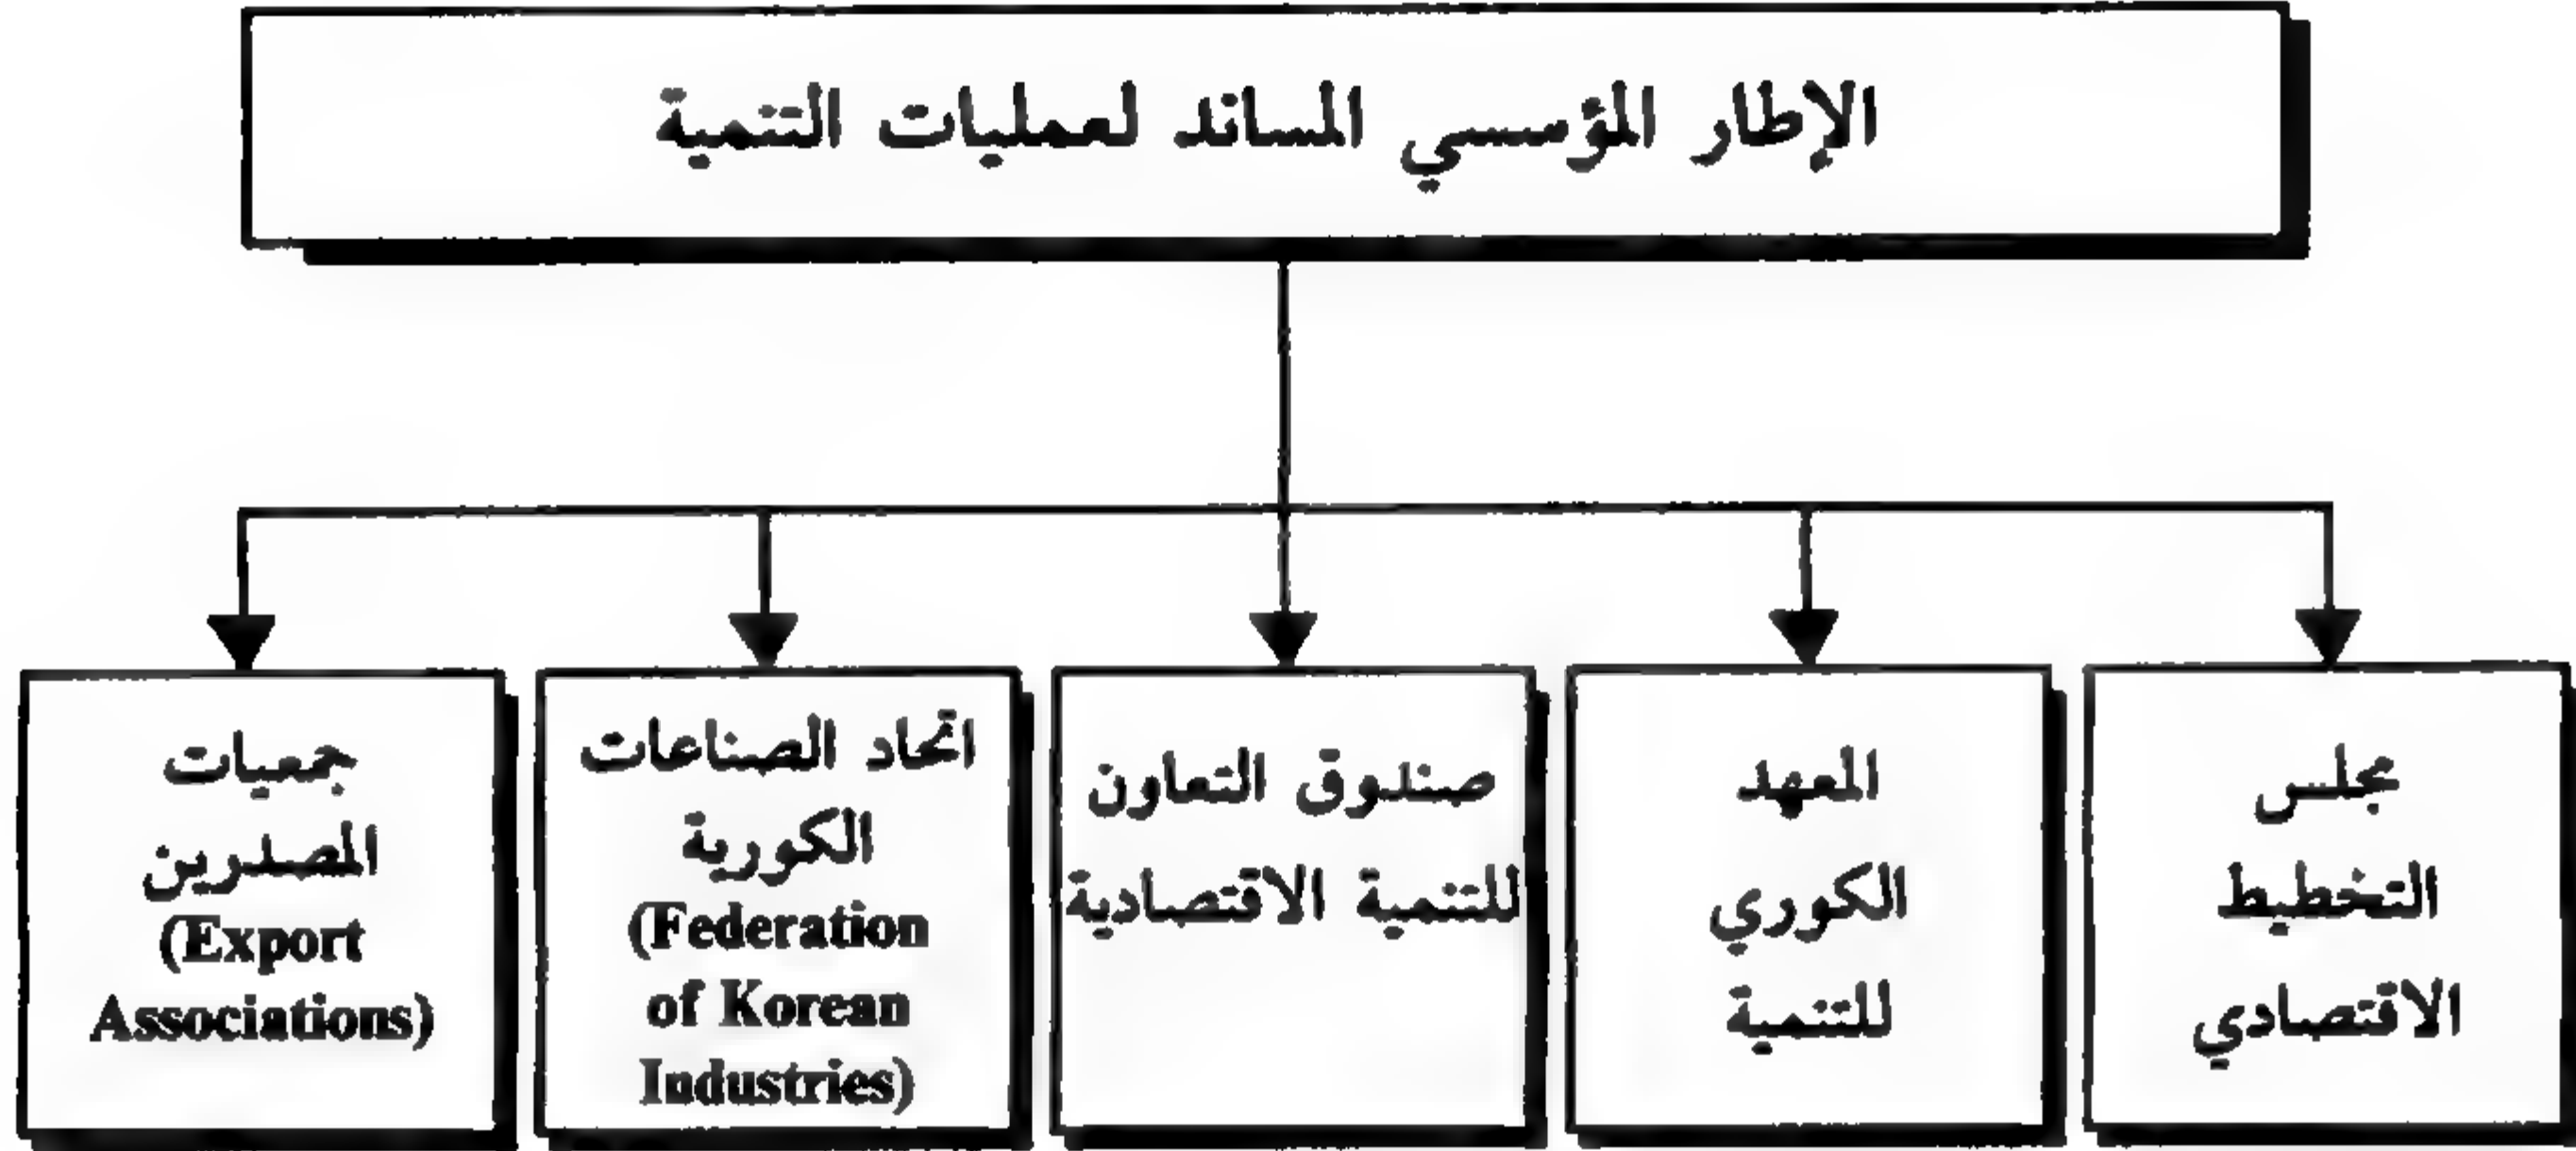 الإطار المؤسسي المساند لعمليات التنمية
مجلس
التخطيط
الاقتصادي
المعهد
الكوري
للتنمية
صندوق التعاون
للتنمية الاقتصادية
اتحاد الصناعات
الكورية
(Federation
of Korean
Industries)
جمعيات
المصدرين
(Export
Associations)